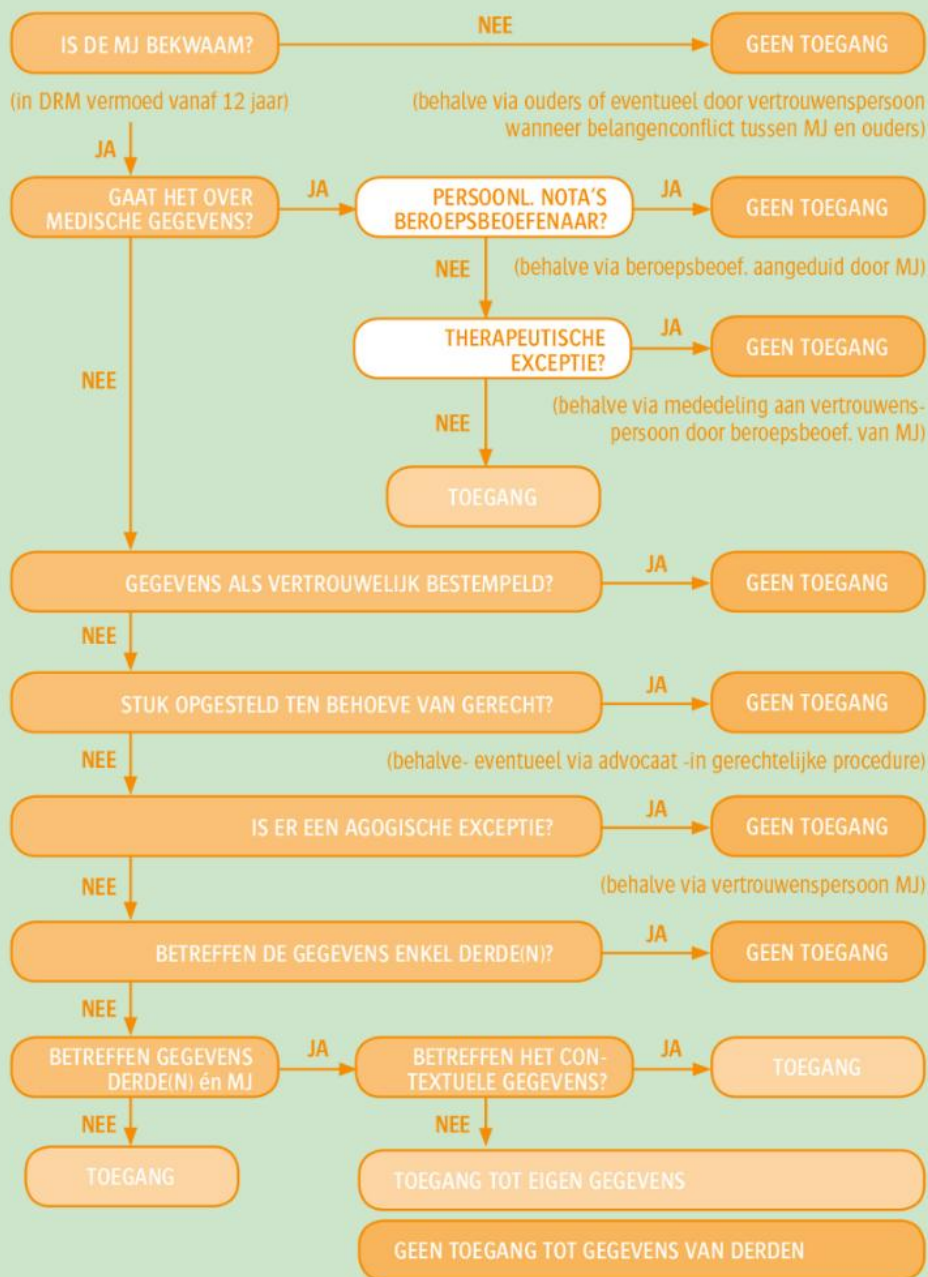 IS DE MJ BEKWAAM?
NEE
GEEN TOEGANG
(in DRM vermoed vanaf 12 jaar)
(behalve via ouders of eventueel door vertrouwenspersoon
wanneer belangenconflict tussen MJ en ouders)
JA
GAAT HET OVER
MEDISCHE GEGEVENS?
JA
PERSOONL. NOTA'S
BEROEPSBEOEFENAAR?
JA
GEEN TOEGANG
NEE
(behalve via beroepsbeoef. aangeduid door MJ)
THERAPEUTISCHE
EXCEPTIE?
JA
GEEN TOEGANG
NEE
(behalve via mededeling aan vertrouwens-
persoon door beroepsbeoef. van MJ)
NEE
TOEGANG
GEGEVENS ALS VERTROUWELIJK BESTEMPELD?
JA
GEEN TOEGANG
NEE
STUK OPGESTELD TEN BEHOEVE VAN GERECHT?
JA
GEEN TOEGANG
NEE
(behalve- eventueel via advocaat -in gerechtelijke procedure)
IS ER EEN AGOGISCHE EXCEPTIE?
JA
GEEN TOEGANG
NEE
(behalve via vertrouwenspersoon MJ)
BETREFFEN DE GEGEVENS ENKEL DERDE(N)?
JA
GEEN TOEGANG
NEE
BETREFFEN GEGEVENS
DERDE(N) én MJ
JA
BETREFFEN HET CON-
TEXTUELE GEGEVENS?
JA
TOEGANG
NEE
NEE
TOEGANG
TOEGANG TOT EIGEN GEGEVENS
GEEN TOEGANG TOT GEGEVENS VAN DERDEN